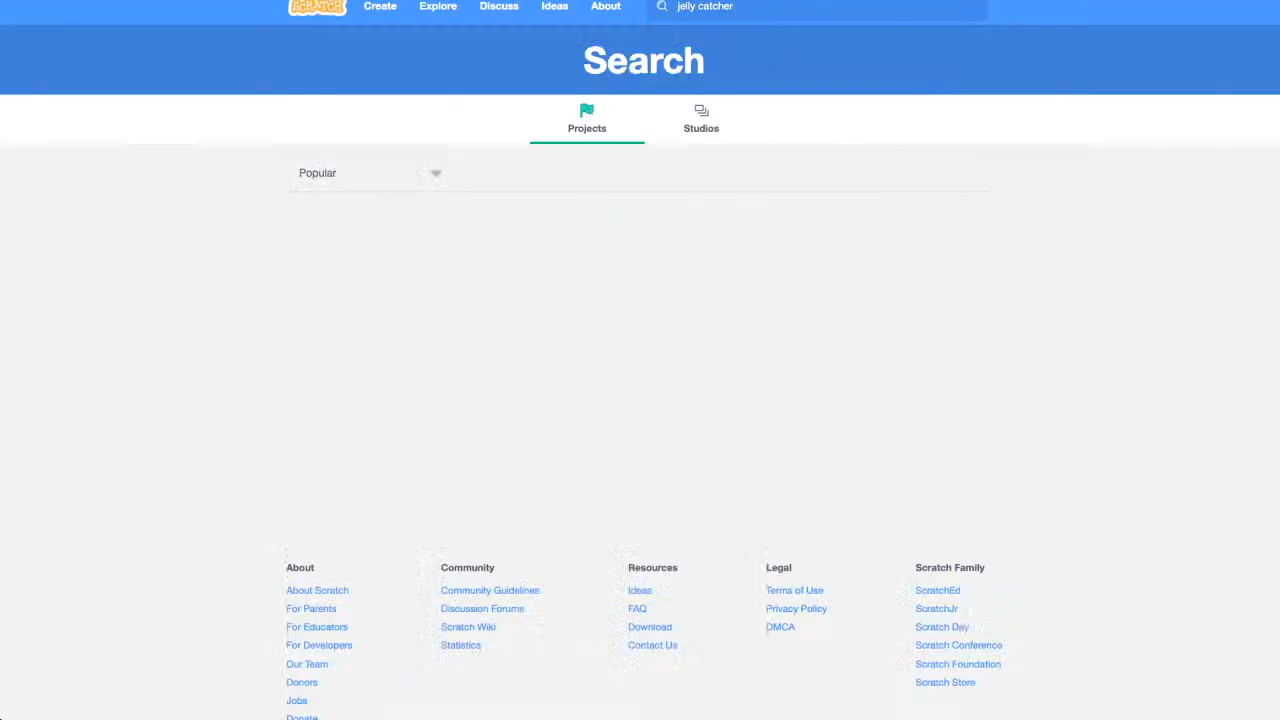 SCRATCH Create Explore Discuss Ideas About jelly catcher
Search
Projects Studios
Popular
About Community Resources Legal Scratch Family
About Scratch Community Guidelines Ideas Terms of Use ScratchEd
For Parents Discussion Forums FAQ Privacy Policy ScratchJr
For Educators Scratch Wiki Download DMCA Scratch Day
For Developers Statistics Contact Us Scratch Conference
Our Team Scratch Foundation
Donors Scratch Store
Jobs
Donate